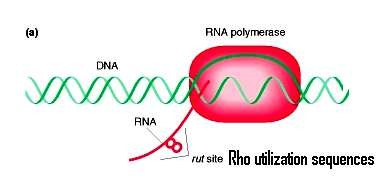 (a)
RNA polymerase
DNA
RNA
rut site Rho utilization sequences